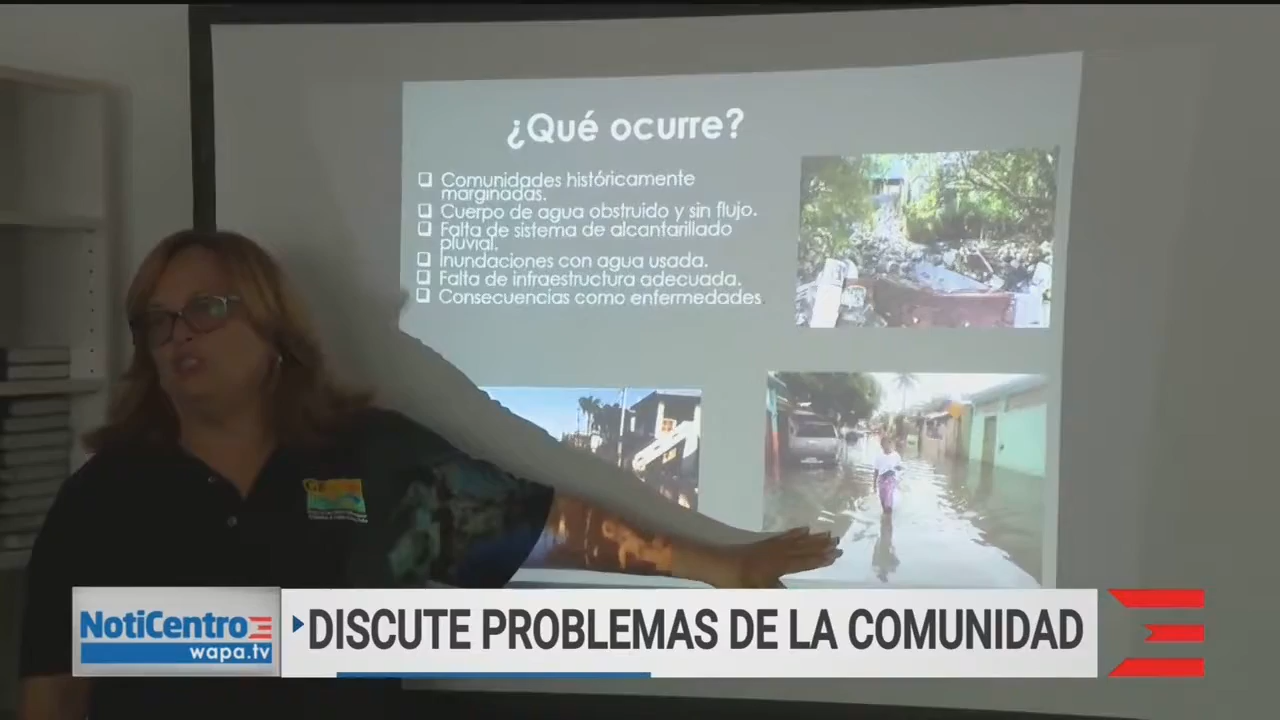 ¿Qué ocurre?
❑ Comunidades históricamente
marginadas.
❑ Cuerpo de agua obstruido y sin flujo.
❑ Falta de sistema de alcantarillado
pluvial.
❑ Inundaciones con agua usada.
❑ Falta de infraestructura adecuada.
❑ Consecuencias como enfermedades
NotiCentro
wapa.tv
DISCUTE PROBLEMAS DE LA COMUNIDAD